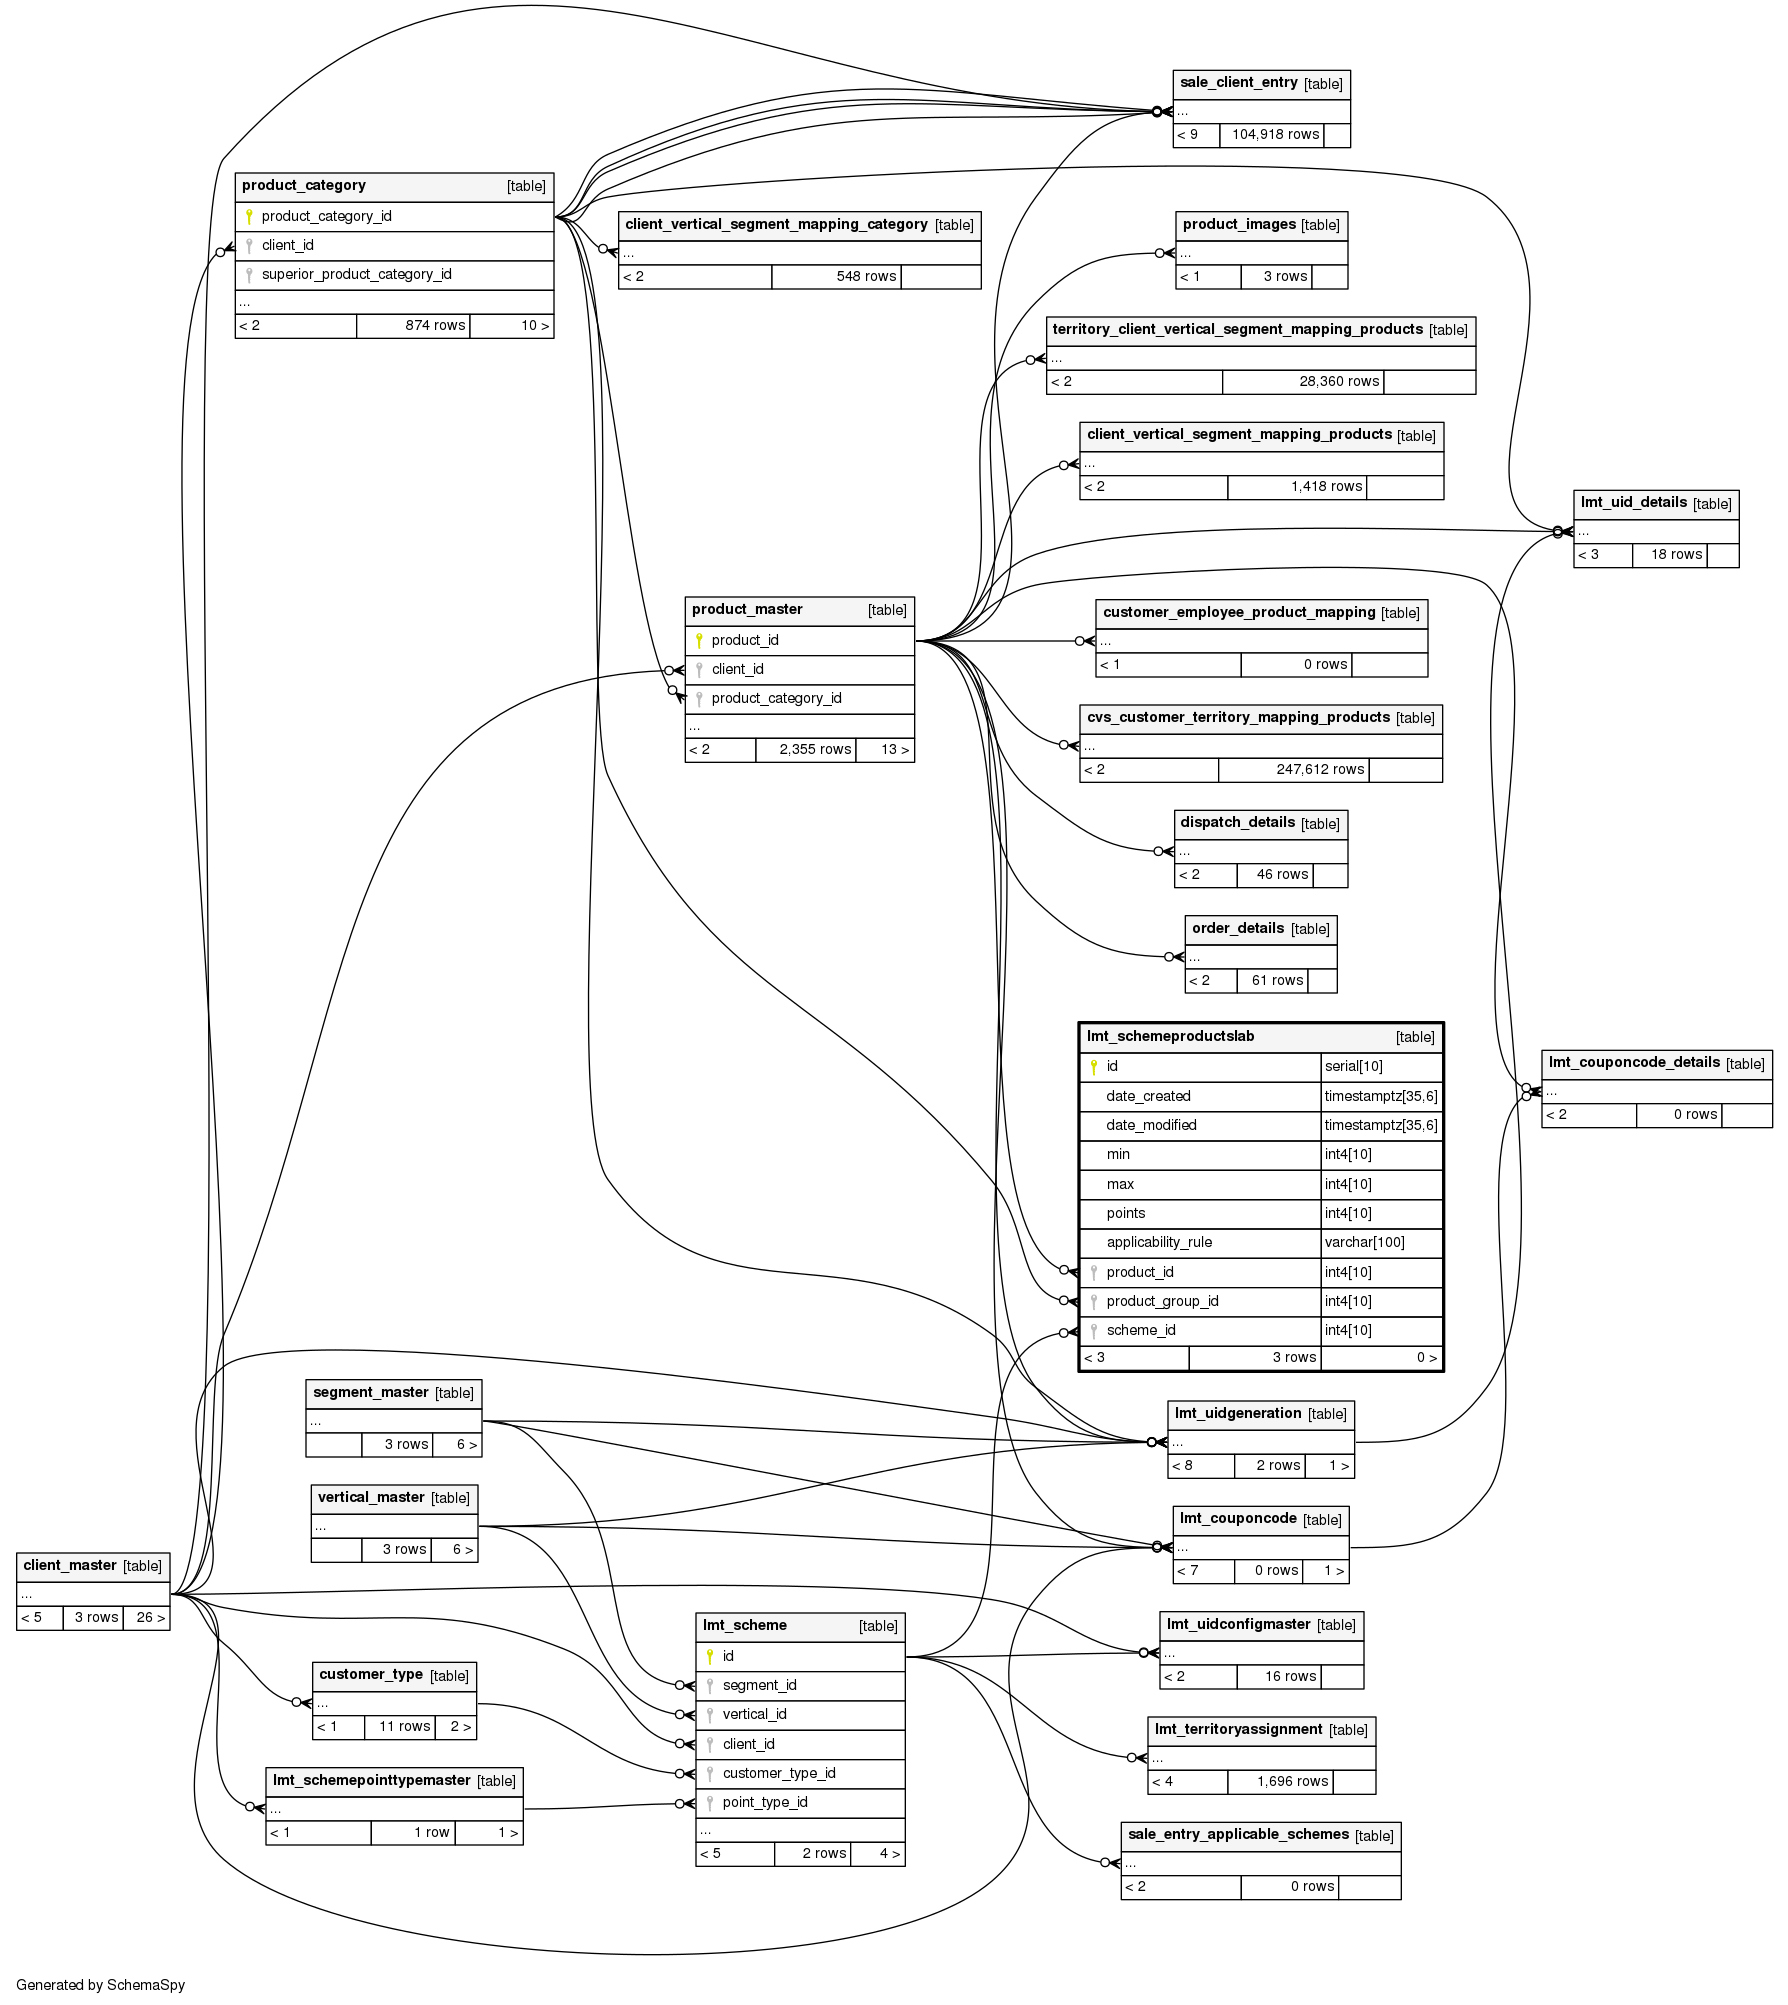 sale_client_entry [table]
...
< 9 104,918 rows
product_category [table]
product_category_id
client_id
superior_product_category_id
...
< 2 874 rows 10 >
client_vertical_segment_mapping_category [table]
...
< 2 548 rows
product_images [table]
...
< 1 3 rows
territory_client_vertical_segment_mapping_products [table]
...
< 2 28,360 rows
client_vertical_segment_mapping_products [table]
...
< 2 1,418 rows
lmt_uid_details [table]
...
< 3 18 rows
product_master [table]
product_id
client_id
product_category_id
...
< 2 2,355 rows 13 >
customer_employee_product_mapping [table]
...
< 1 0 rows
cvs_customer_territory_mapping_products [table]
...
< 2 247,612 rows
dispatch_details [table]
...
< 2 46 rows
order_details [table]
...
< 2 61 rows
lmt_schemeproductslab [table]
id serial[10]
date_created timestamptz[35,6]
date_modified timestamptz[35,6]
min int4[10]
max int4[10]
points int4[10]
applicability_rule varchar[100]
product_id int4[10]
product_group_id int4[10]
scheme_id int4[10]
< 3 3 rows 0 >
lmt_couponcode_details [table]
...
< 2 0 rows
segment_master [table]
...
3 rows 6 >
lmt_uidgeneration [table]
...
< 8 2 rows 1 >
vertical_master [table]
...
3 rows 6 >
lmt_couponcode [table]
...
< 7 0 rows 1 >
client_master [table]
...
< 5 3 rows 26 >
lmt_scheme [table]
id
segment_id
vertical_id
client_id
customer_type_id
point_type_id
...
< 5 2 rows 4 >
lmt_uidconfigmaster [table]
...
< 2 16 rows
customer_type [table]
...
< 1 11 rows 2 >
lmt_territoryassignment [table]
...
< 4 1,696 rows
lmt_schemepointtypemaster [table]
...
< 1 1 row 1 >
sale_entry_applicable_schemes [table]
...
< 2 0 rows
Generated by SchemaSpy